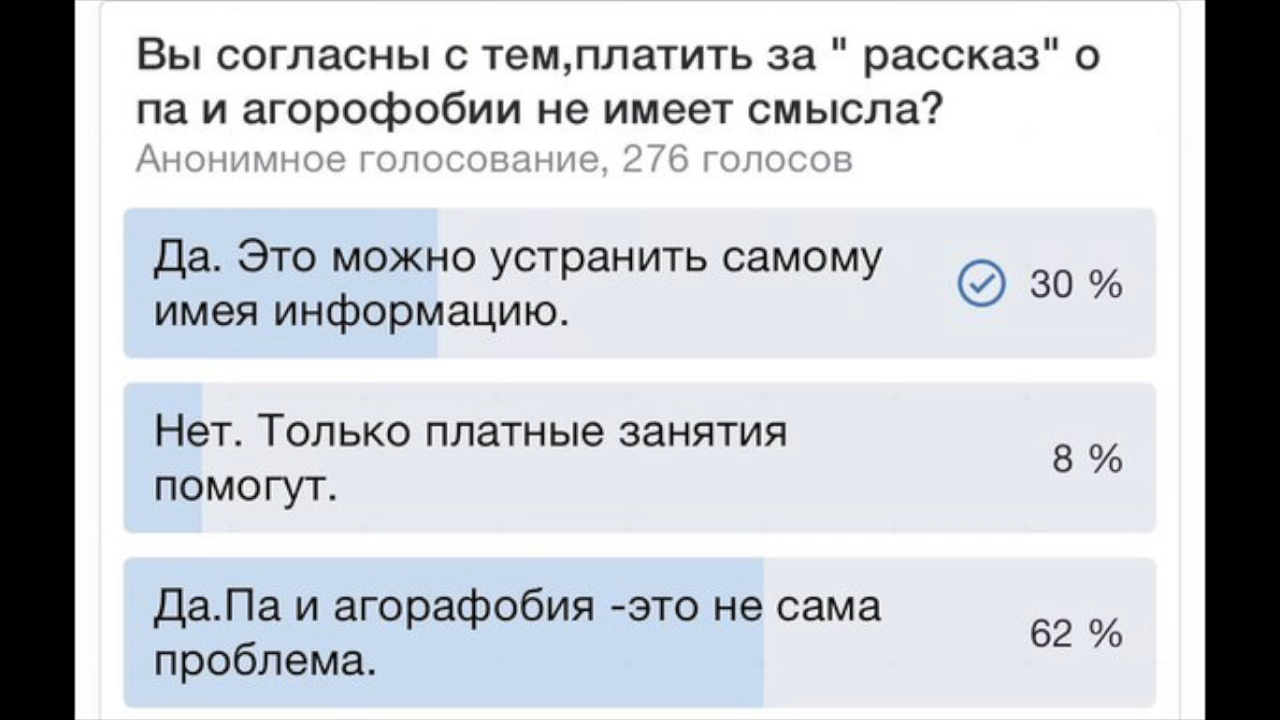 Вы согласны с тем,платить за " рассказ" о
па и агорофобии не имеет смысла?
Анонимное голосование, 276 голосов
Да. Это можно устранить самому
имея информацию.
30 %
Нет. Только платные занятия
помогут.
8 %
Да.Па и агорафобия -это не сама
проблема.
62 %